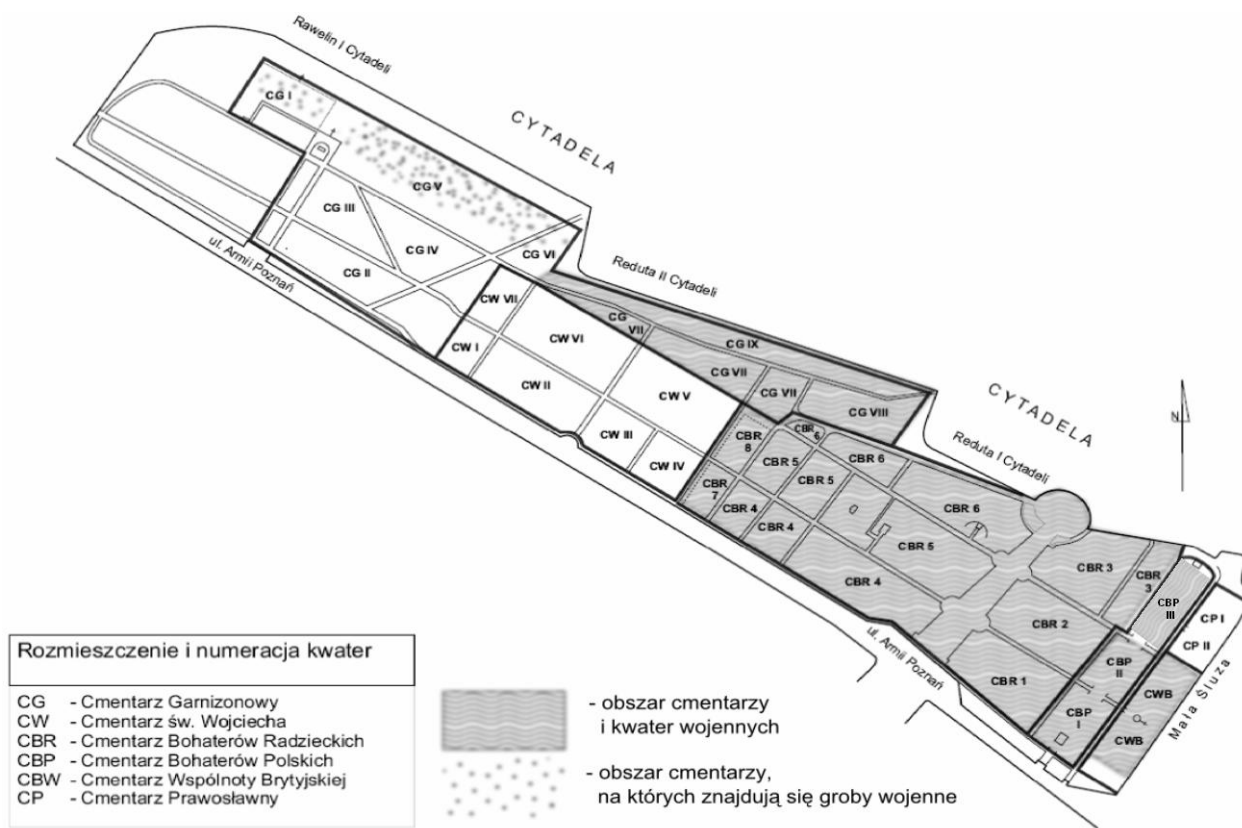 Rawelin I Cytadeli
CYTADELA
CG I
CG V
CG III
CG IV
CG VI
CG II
ul. Armii Poznań
Reduta II Cytadeli
CW VII
CG
VII
CG IX
CW I
CW VI
CG VII
CW II
CW V
CG VII
CG VIII
CYTADELA
N
CW III
CW IV
CBR
8
CBR
6
CBR 6
Reduta I Cytadeli
CBR 5
CBR 5
CBR
7
CBR 4
CBR 4
CBR 6
CBR 5
CBR 4
CBR 3
CBR
3
CBP
III
CP I
CP II
CBR 2
CBR 1
CBP
II
CBP
I
CWB
CWB
Mała Śluza
ul. Armii Poznań
Rozmieszczenie i numeracja kwater
CG - Cmentarz Garnizonowy
CW - Cmentarz św. Wojciecha
CBR - Cmentarz Bohaterów Radzieckich
CBP - Cmentarz Bohaterów Polskich
CBW - Cmentarz Wspólnoty Brytyjskiej
CP - Cmentarz Prawosławny
- obszar cmentarzy
i kwater wojennych
- obszar cmentarzy,
na których znajdują się groby wojenne